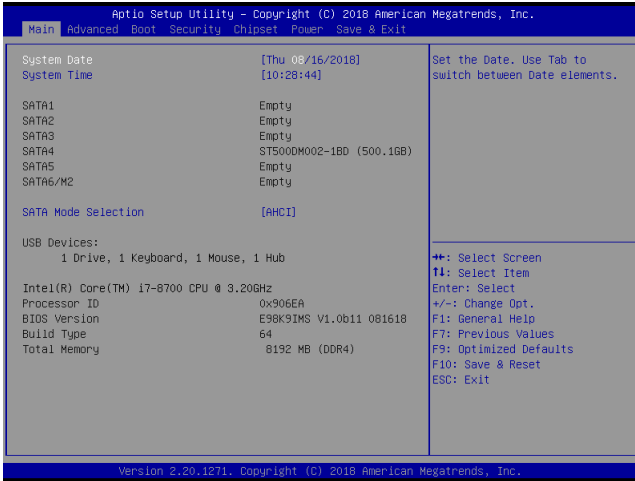 Aptio Setup Utility – Copyright (C) 2018 American Megatrends, Inc.
Main Advanced Boot Security Chipset Power Save & Exit
System Date [Thu 08/16/2018]
System Time [10:28:44]
SATA1 Empty
SATA2 Empty
SATA3 Empty
SATA4 ST500DM002-1BD (500.1GB)
SATA5 Empty
SATA6/M2 Empty
SATA Mode Selection [AHCI]
USB Devices:
1 Drive, 1 Keyboard, 1 Mouse, 1 Hub
Intel(R) Core(TM) i7-8700 CPU @ 3.20GHz
Processor ID 0x906EA
BIOS Version E98K9IMS V1.0b11 081618
Build Type 64
Total Memory 8192 MB (DDR4)
Set the Date. Use Tab to
switch between Date elements.
→←: Select Screen
↑↓: Select Item
Enter: Select
+/-: Change Opt.
F1: General Help
F7: Previous Values
F9: Optimized Defaults
F10: Save & Reset
ESC: Exit
Version 2.20.1271. Copyright (C) 2018 American Megatrends, Inc.